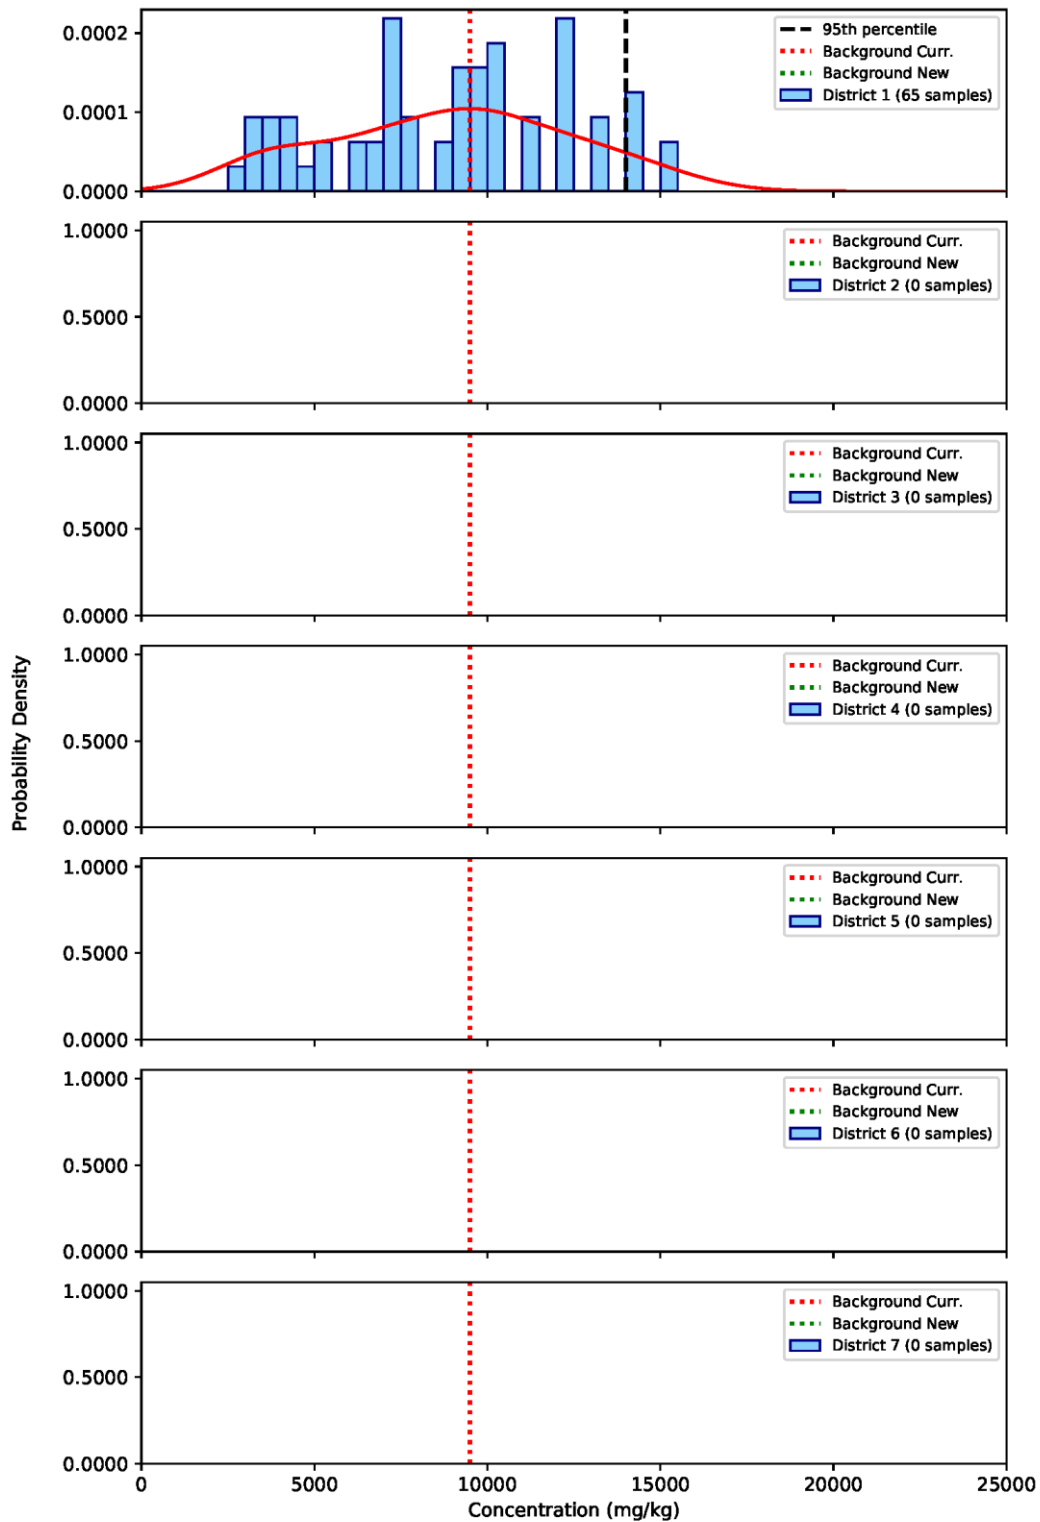 0.0002
0.0001
0.0000
95th percentile
Background Curr.
Background New
District 1 (65 samples)
1.0000
0.5000
0.0000
Background Curr.
Background New
District 2 (0 samples)
1.0000
0.5000
0.0000
Background Curr.
Background New
District 3 (0 samples)
Probability Density
1.0000
0.5000
0.0000
Background Curr.
Background New
District 4 (0 samples)
1.0000
0.5000
0.0000
Background Curr.
Background New
District 5 (0 samples)
1.0000
0.5000
0.0000
Background Curr.
Background New
District 6 (0 samples)
1.0000
0.5000
0.0000
Background Curr.
Background New
District 7 (0 samples)
0 5000 10000 15000 20000 25000
Concentration (mg/kg)